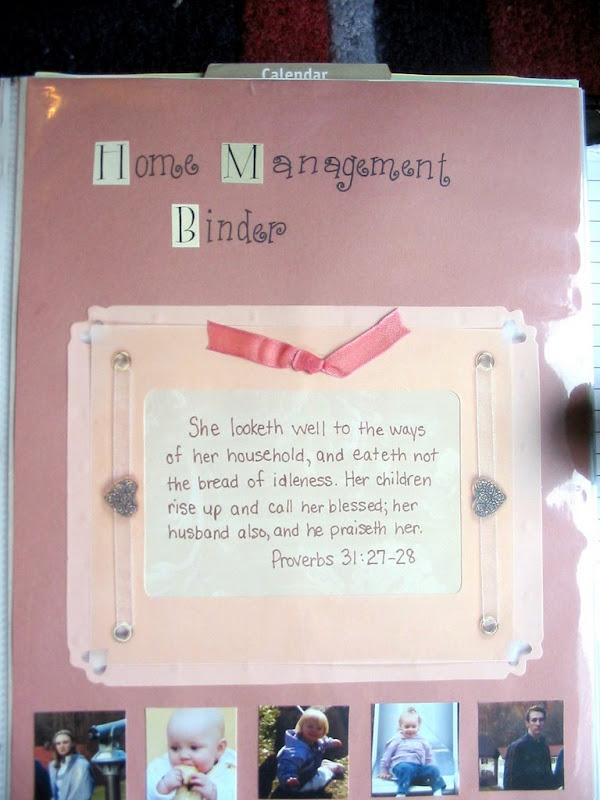 Calendar
Home Management
Binder
She looketh well to the ways
of her household, and eateth not
the bread of idleness. Her children
rise up and call her blessed; her
husband also, and he praiseth her.
Proverbs 31:27-28